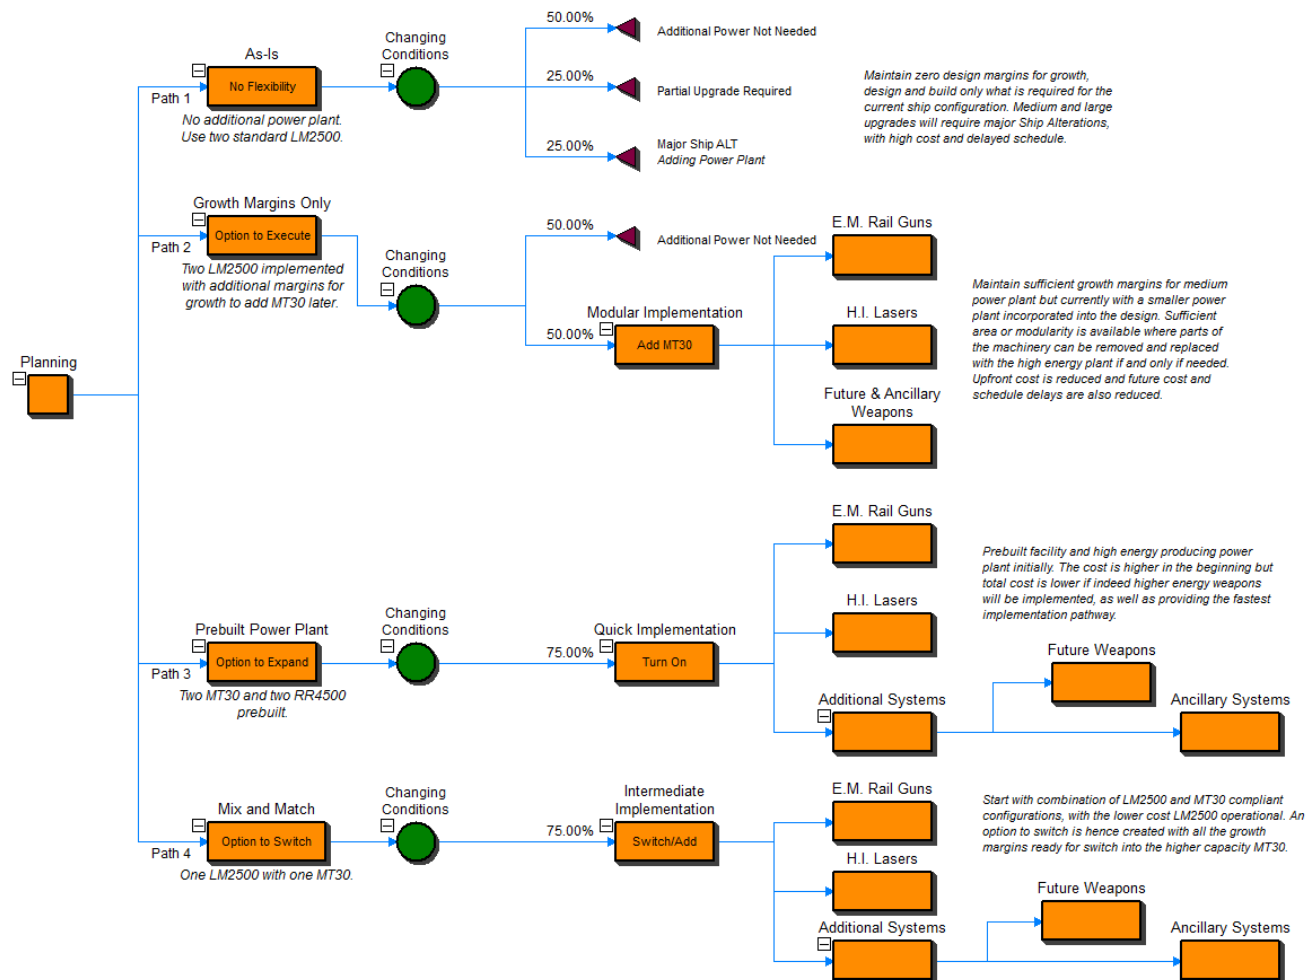 Planning
Path 1
As-Is
No Flexibility
No additional power plant.
Use two standard LM2500.
Changing
Conditions
50.00%
Additional Power Not Needed
25.00%
Partial Upgrade Required
25.00%
Major Ship ALT
Adding Power Plant
Maintain zero design margins for growth,
design and build only what is required for the
current ship configuration. Medium and large
upgrades will require major Ship Alterations,
with high cost and delayed schedule.
Path 2
Growth Margins Only
Option to Execute
Two LM2500 implemented
with additional margins for
growth to add MT30 later.
Changing
Conditions
50.00%
Additional Power Not Needed
50.00%
Modular Implementation
Add MT30
E.M. Rail Guns
H.I. Lasers
Future & Ancillary
Weapons
Maintain sufficient growth margins for medium
power plant but currently with a smaller power
plant incorporated into the design. Sufficient
area or modularity is available where parts of
the machinery can be removed and replaced
with the high energy plant if and only if needed.
Upfront cost is reduced and future cost and
schedule delays are also reduced.
Path 3
Prebuilt Power Plant
Option to Expand
Two MT30 and two RR4500
prebuilt.
Changing
Conditions
75.00%
Quick Implementation
Turn On
E.M. Rail Guns
H.I. Lasers
Additional Systems
Future Weapons
Ancillary Systems
Prebuilt facility and high energy producing power
plant initially. The cost is higher in the beginning but
total cost is lower if indeed higher energy weapons
will be implemented, as well as providing the fastest
implementation pathway.
Path 4
Mix and Match
Option to Switch
One LM2500 with one MT30.
Changing
Conditions
75.00%
Intermediate
Implementation
Switch/Add
E.M. Rail Guns
H.I. Lasers
Additional Systems
Future Weapons
Ancillary Systems
Start with combination of LM2500 and MT30 compliant
configurations, with the lower cost LM2500 operational. An
option to switch is hence created with all the growth
margins ready for switch into the higher capacity MT30.